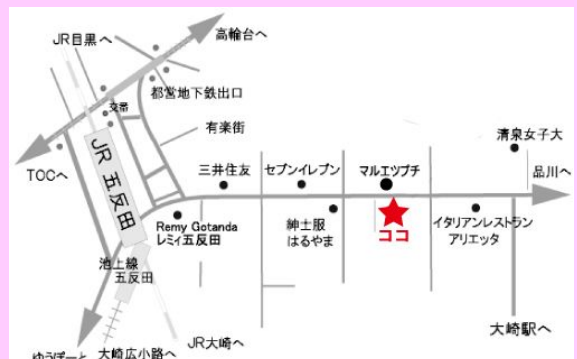 JR目黒へ
高輪台へ
都営地下鉄出口
交番
有楽街
清泉女子大
TOCへ
JR 五反田
三井住友
セブンイレブン
マルエツプチ
品川へ
Remy Gotanda
レミィ五反田
紳士服
はるやま
ココ
イタリアンレストラン
アリエッタ
池上線
五反田
大崎駅へ
JR大崎へ
大崎広小路へ
ゆうぽーと